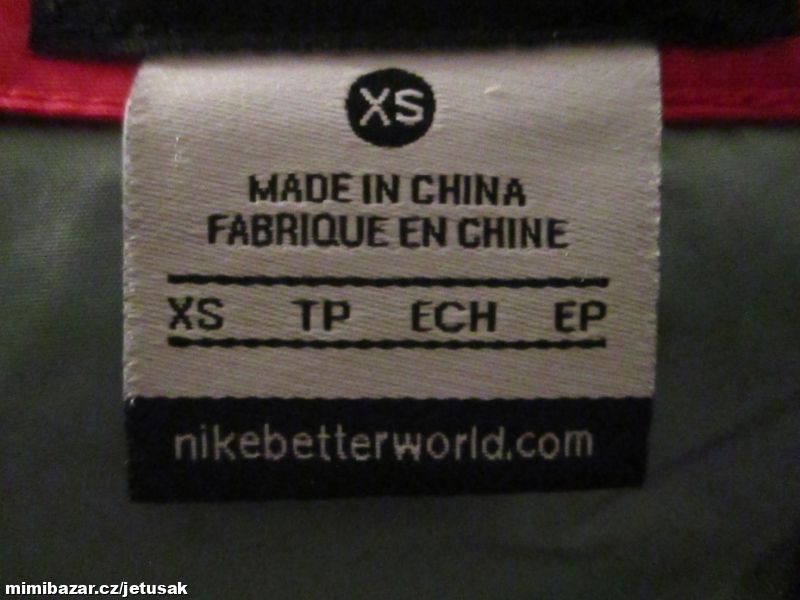 XS
MADE IN CHINA
FABRIQUE EN CHINE
XS TP ECH EP
nikebetterworld.com
mimibazar.cz/jetusak